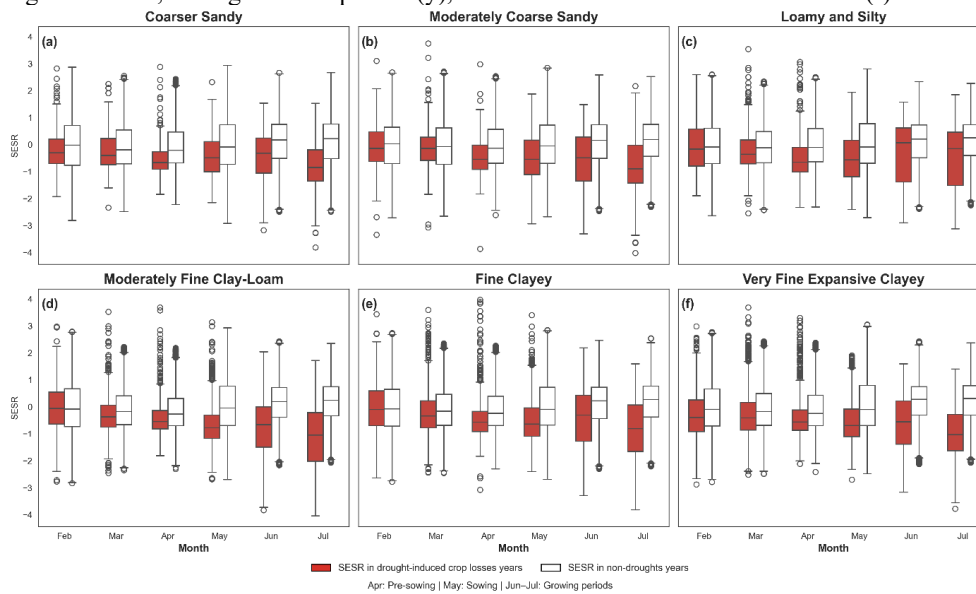 Coarser Sandy
Moderately Coarse Sandy
Loamy and Silty
(a)
(b)
(c)
4
3
2
1
0
−1
−2
−3
−4
SESR
Moderately Fine Clay-Loam
Fine Clayey
Very Fine Expansive Clayey
(d)
(e)
(f)
4
3
2
1
0
−1
−2
−3
−4
SESR
Feb Mar Apr May Jun Jul
Feb Mar Apr May Jun Jul
Feb Mar Apr May Jun Jul
Month
Month
Month
SESR in drought-induced crop losses years
SESR in non-droughts years
Apr: Pre-sowing | May: Sowing | Jun–Jul: Growing periods